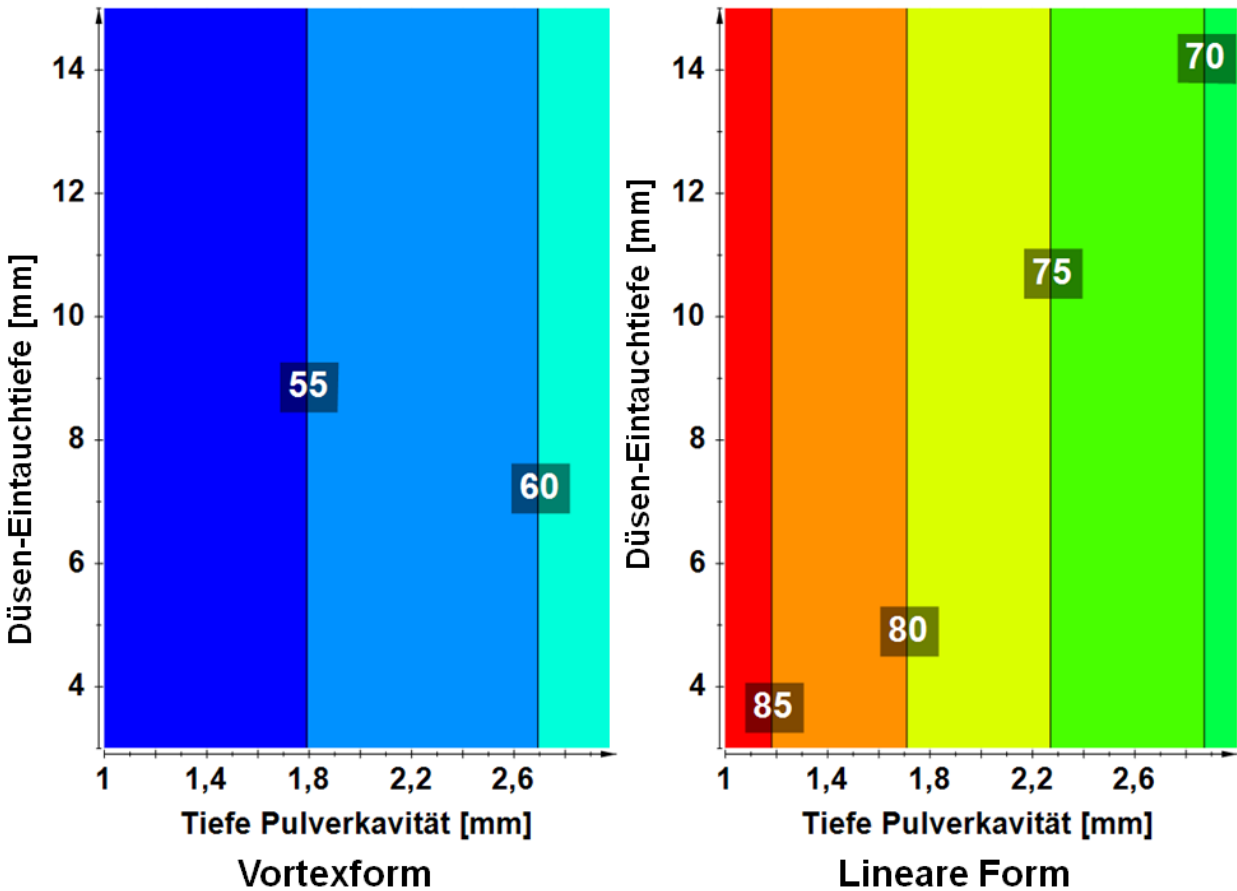 Düsen-Eintauchtiefe [mm]
14
12
10
8
6
4
55
60
1 1,4 1,8 2,2 2,6
Tiefe Pulverkavität [mm]
Vortexform
Düsen-Eintauchtiefe [mm]
14
12
10
8
6
4
70
75
80
85
1 1,4 1,8 2,2 2,6
Tiefe Pulverkavität [mm]
Lineare Form